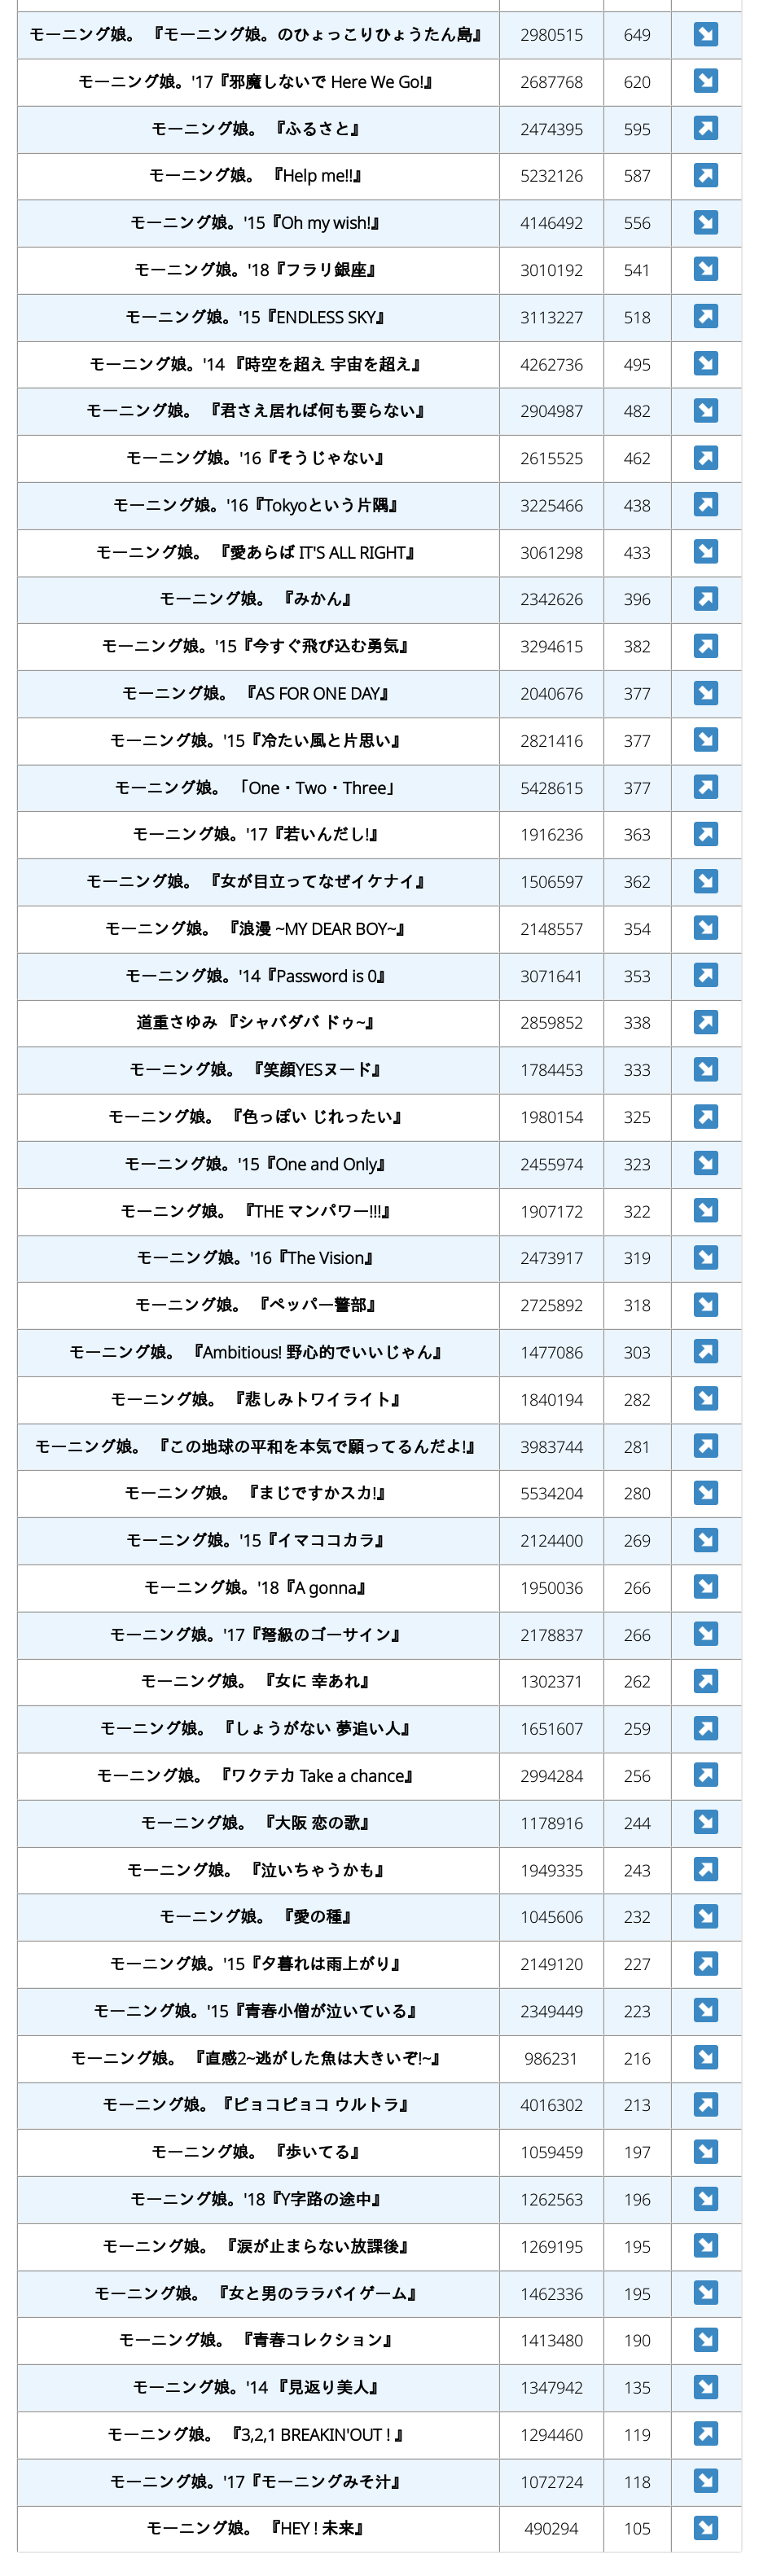 モーニング娘。 『モーニング娘。のひょっこりひょうたん島』 2980515 649 ↘
モーニング娘。'17『邪魔しないで Here We Go!』 2687768 620 ↘
モーニング娘。 『ふるさと』 2474395 595 ↗
モーニング娘。 『Help me!!』 5232126 587 ↗
モーニング娘。'15『Oh my wish!』 4146492 556 ↘
モーニング娘。'18『フラリ銀座』 3010192 541 ↘
モーニング娘。'15『ENDLESS SKY』 3113227 518 ↗
モーニング娘。'14 『時空を超え 宇宙を超え』 4262736 495 ↘
モーニング娘。 『君さえ居れば何も要らない』 2904987 482 ↘
モーニング娘。'16『そうじゃない』 2615525 462 ↗
モーニング娘。'16『Tokyoという片隅』 3225466 438 ↗
モーニング娘。 『愛あらば IT'S ALL RIGHT』 3061298 433 ↘
モーニング娘。 『みかん』 2342626 396 ↗
モーニング娘。'15『今すぐ飛び込む勇気』 3294615 382 ↗
モーニング娘。 『AS FOR ONE DAY』 2040676 377 ↘
モーニング娘。'15『冷たい風と片思い』 2821416 377 ↘
モーニング娘。 「One・Two・Three」 5428615 377 ↗
モーニング娘。'17『若いんだし!』 1916236 363 ↗
モーニング娘。 『女が目立ってなぜイケナイ』 1506597 362 ↘
モーニング娘。 『浪漫 ~MY DEAR BOY~』 2148557 354 ↘
モーニング娘。'14『Password is 0』 3071641 353 ↗
道重さゆみ 『シャバダバ ドゥ~』 2859852 338 ↗
モーニング娘。 『笑顔YESヌード』 1784453 333 ↘
モーニング娘。 『色っぽい じれったい』 1980154 325 ↗
モーニング娘。'15『One and Only』 2455974 323 ↘
モーニング娘。 『THE マンパワー!!!』 1907172 322 ↘
モーニング娘。'16『The Vision』 2473917 319 ↘
モーニング娘。 『ペッパー警部』 2725892 318 ↘
モーニング娘。 『Ambitious! 野心的でいいじゃん』 1477086 303 ↗
モーニング娘。 『悲しみトワイライト』 1840194 282 ↘
モーニング娘。 『この地球の平和を本気で願ってるんだよ!』 3983744 281 ↗
モーニング娘。 『まじですかスカ!』 5534204 280 ↘
モーニング娘。'15『イマココカラ』 2124400 269 ↘
モーニング娘。'18『A gonna』 1950036 266 ↘
モーニング娘。'17『弩級のゴーサイン』 2178837 266 ↘
モーニング娘。 『女に 幸あれ』 1302371 262 ↗
モーニング娘。 『しょうがない 夢追い人』 1651607 259 ↗
モーニング娘。 『ワクテカ Take a chance』 2994284 256 ↗
モーニング娘。 『大阪 恋の歌』 1178916 244 ↘
モーニング娘。 『泣いちゃうかも』 1949335 243 ↗
モーニング娘。 『愛の種』 1045606 232 ↘
モーニング娘。'15『夕暮れは雨上がり』 2149120 227 ↗
モーニング娘。'15『青春小僧が泣いている』 2349449 223 ↘
モーニング娘。 『直感2~逃がした魚は大きいぞ!~』 986231 216 ↘
モーニング娘。『ピョコピョコ ウルトラ』 4016302 213 ↗
モーニング娘。 『歩いてる』 1059459 197 ↘
モーニング娘。'18『Y字路の途中』 1262563 196 ↘
モーニング娘。 『涙が止まらない放課後』 1269195 195 ↘
モーニング娘。 『女と男のララバイゲーム』 1462336 195 ↘
モーニング娘。 『青春コレクション』 1413480 190 ↘
モーニング娘。'14 『見返り美人』 1347942 135 ↘
モーニング娘。 『3,2,1 BREAKIN'OUT ! 』 1294460 119 ↗
モーニング娘。'17『モーニングみそ汁』 1072724 118 ↘
モーニング娘。 『HEY ! 未来』 490294 105 ↘